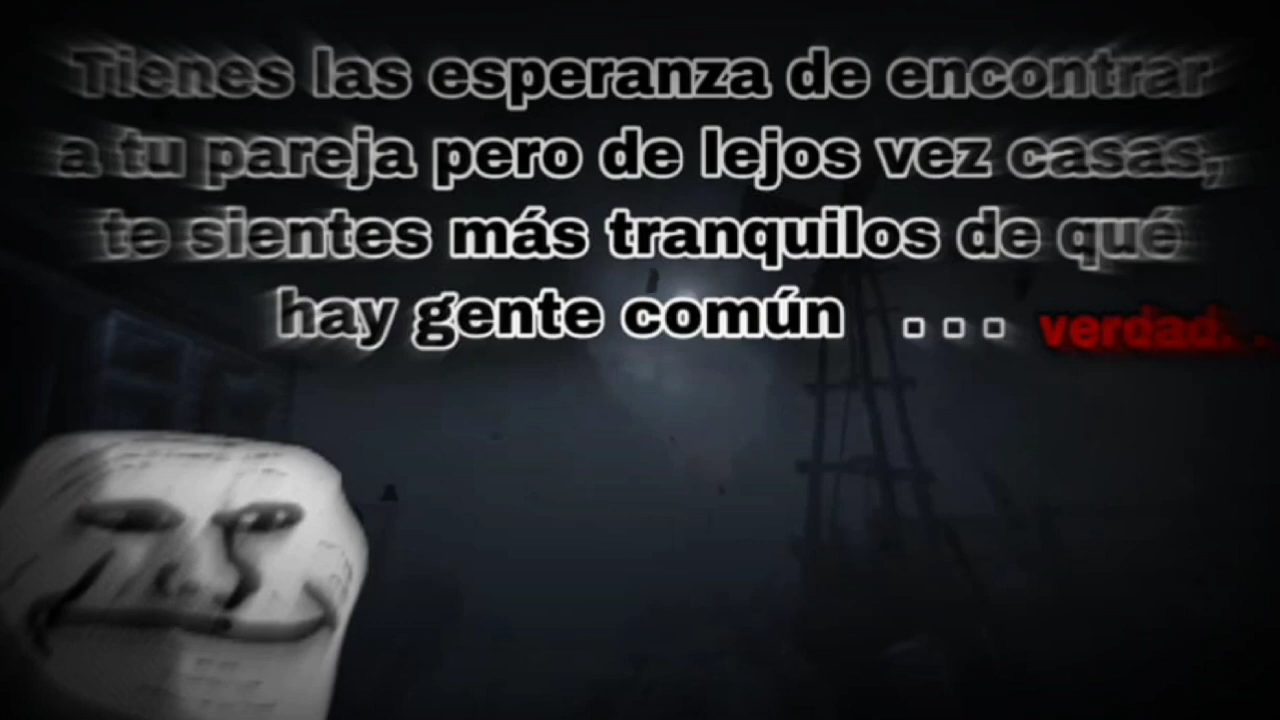 Tienes las esperanza de encontrar
a tu pareja pero de lejos vez casas,
te sientes más tranquilos de qué
hay gente común ... verdad...